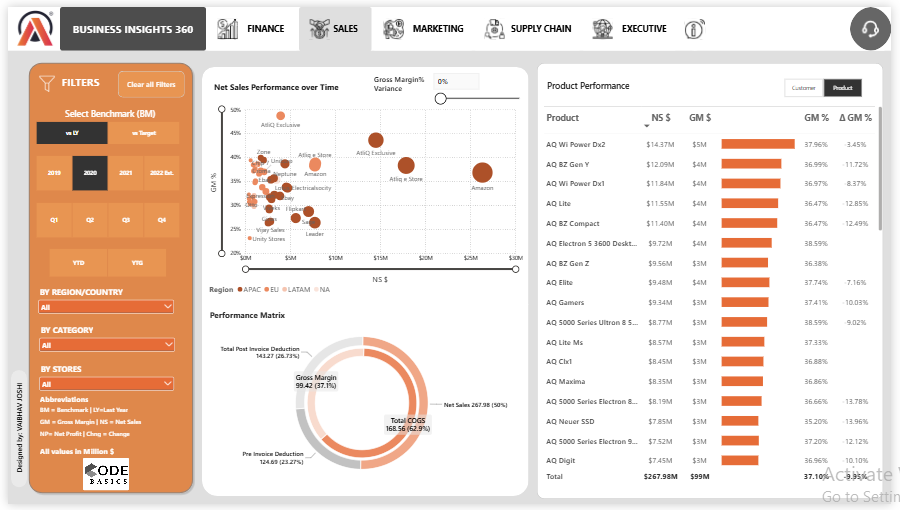 BUSINESS INSIGHTS 360
FINANCE
SALES
MARKETING
SUPPLY CHAIN
EXECUTIVE
FILTERS
Clear all Filters
Select Benchmark (BM)
vs LY
vs Target
2019
2020
2021
2022 Est.
Q1
Q2
Q3
Q4
YTD
YTG
BY REGION/COUNTRY
All
BY CATEGORY
All
BY STORES
All
Abbreviations
BM = Benchmark | LY=Last Year
GM = Gross Margin | NS = Net Sales
NP= Net Profit | Chng = Change
All values in Million $
CODE
BASICS
Designed by: VAIBHAV JOSHI
Net Sales Performance over Time
Gross Margin%
Variance
0%
GM %
50%
45%
40%
35%
30%
25%
20%
AtliQ Exclusive
AtliQ Exclusive
Zone
Atliq e Store
Amazon
Atliq e Store
Amazon
Neptune
Electricalsocity
Ebay
Vijay Sales
Leader
Unity Stores
$0M
$5M
$10M
$15M
$20M
$25M
$30M
NS $
Region APAC EU LATAM NA
Performance Matrix
Total Post Invoice Deduction
143.27 (26.73%)
Gross Margin
99.42 (37.1%)
Net Sales 267.98 (50%)
Total COGS
168.56 (62.9%)
Pre Invoice Deduction
124.69 (23.27%)
Product Performance
Customer
Product
Product NS $ GM $ GM % Δ GM %
AQ Wi Power Dx2 $14.37M $5M 37.96% -3.45%
AQ BZ Gen Y $12.09M $4M 36.99% -11.72%
AQ Wi Power Dx1 $11.84M $4M 36.97% -8.37%
AQ Lite $11.55M $4M 36.47% -12.85%
AQ BZ Compact $11.40M $4M 36.47% -12.49%
AQ Electron 5 3600 Deskt... $9.72M $4M 38.59%
AQ BZ Gen Z $9.56M $3M 36.38%
AQ Elite $9.48M $4M 37.74% -7.16%
AQ Gamers $9.34M $3M 37.41% -10.03%
AQ 5000 Series Ultron 8 5... $8.77M $3M 38.59% -9.02%
AQ Lite Ms $8.57M $3M 37.33%
AQ Clx1 $8.45M $3M 36.88%
AQ Maxima $8.35M $3M 36.86%
AQ 5000 Series Electron 8... $8.19M $3M 36.66% -13.78%
AQ Neuer SSD $7.85M $3M 35.20% -13.96%
AQ 5000 Series Electron 9... $7.52M $3M 37.20% -12.12%
AQ Digit $7.45M $3M 36.96% -10.10%
Total $267.98M $99M 37.10% -9.95%
Activate
Go to Settin